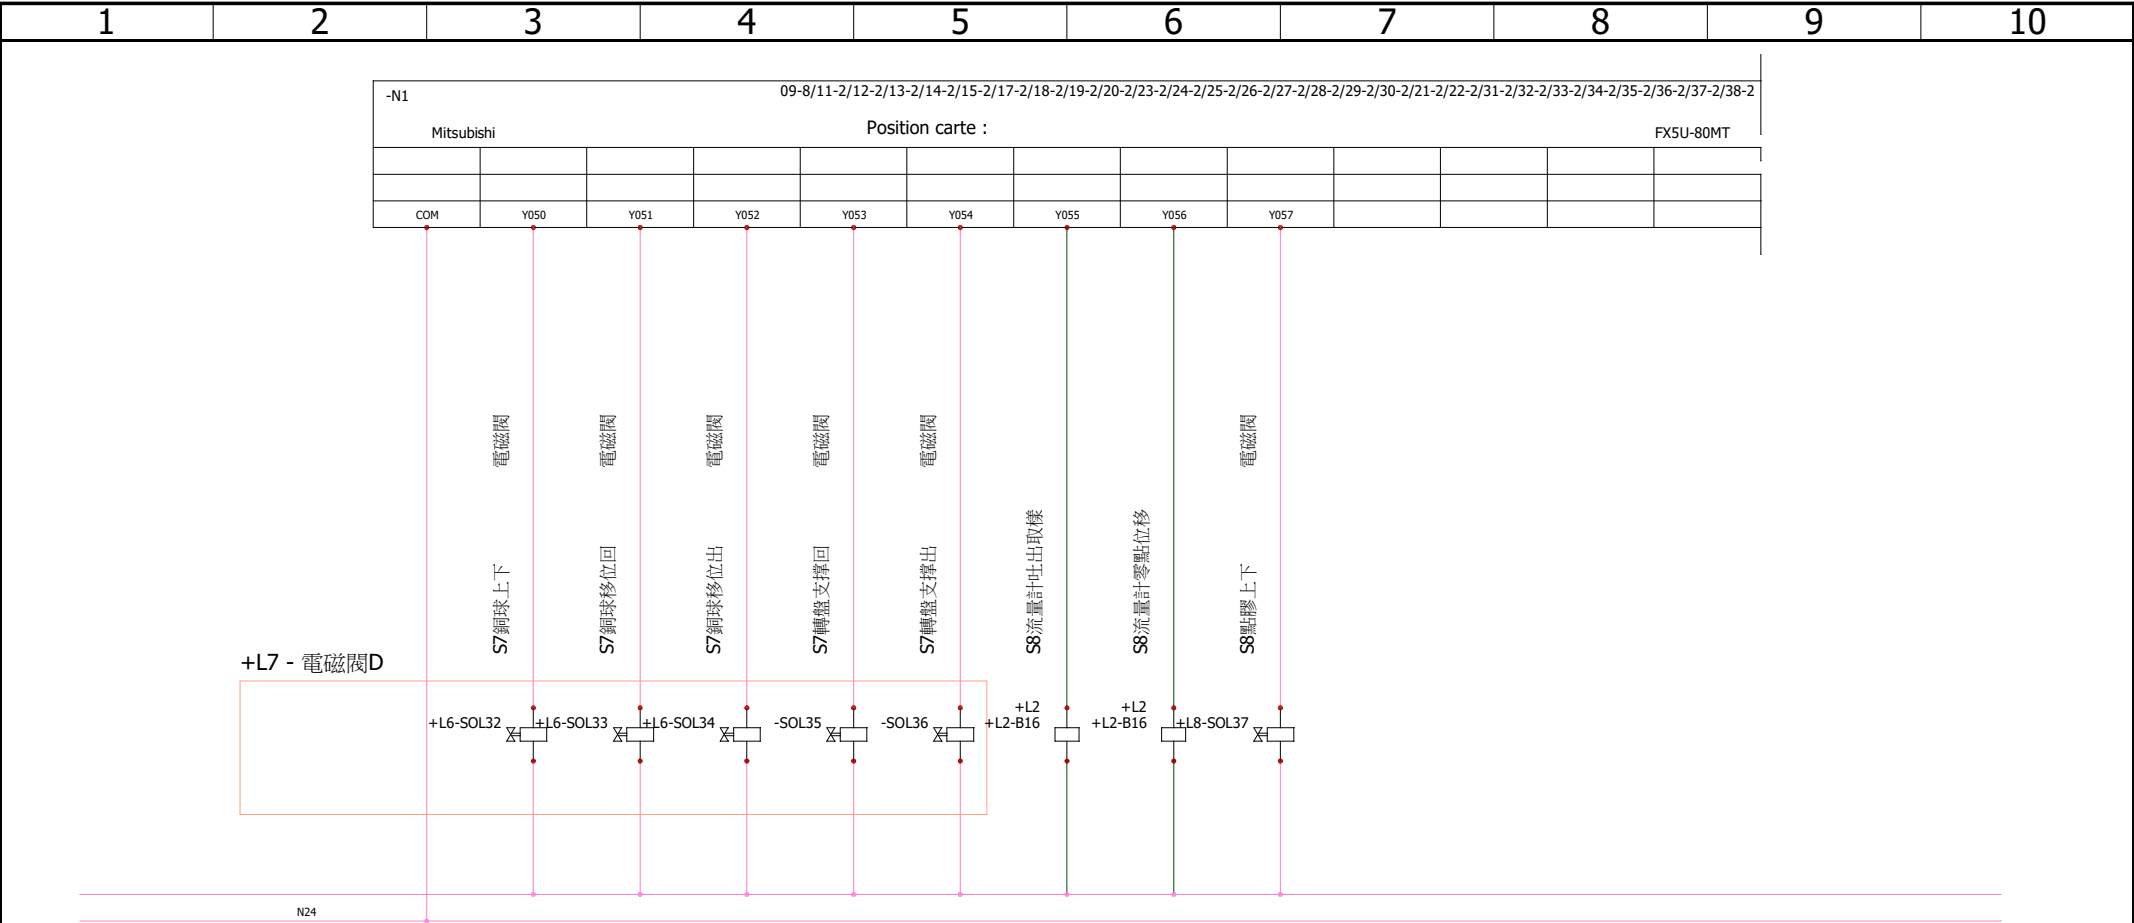 1 2 3 4 5 6 7 8 9 10
-N1 09-8/11-2/12-2/13-2/14-2/15-2/17-2/18-2/19-2/20-2/23-2/24-2/25-2/26-2/27-2/28-2/29-2/30-2/21-2/22-2/31-2/32-2/33-2/34-2/35-2/36-2/37-2/38-2
Mitsubishi Position carte : FX5U-80MT
COM Y050 Y051 Y052 Y053 Y054 Y055 Y056 Y057
S7銅球上下 電磁閥
S7銅球移位回 電磁閥
S7銅球移位出 電磁閥
S7轉盤支撐回 電磁閥
S7轉盤支撐出 電磁閥
S8流量計吐出取樣
S8流量計零點位移
S8點膠上下 電磁閥
+L7 - 電磁閥D
+L2 +L2
+L6-SOL32 +L6-SOL33 +L6-SOL34 -SOL35 -SOL36 +L2-B16 +L2-B16 +L8-SOL37
N24